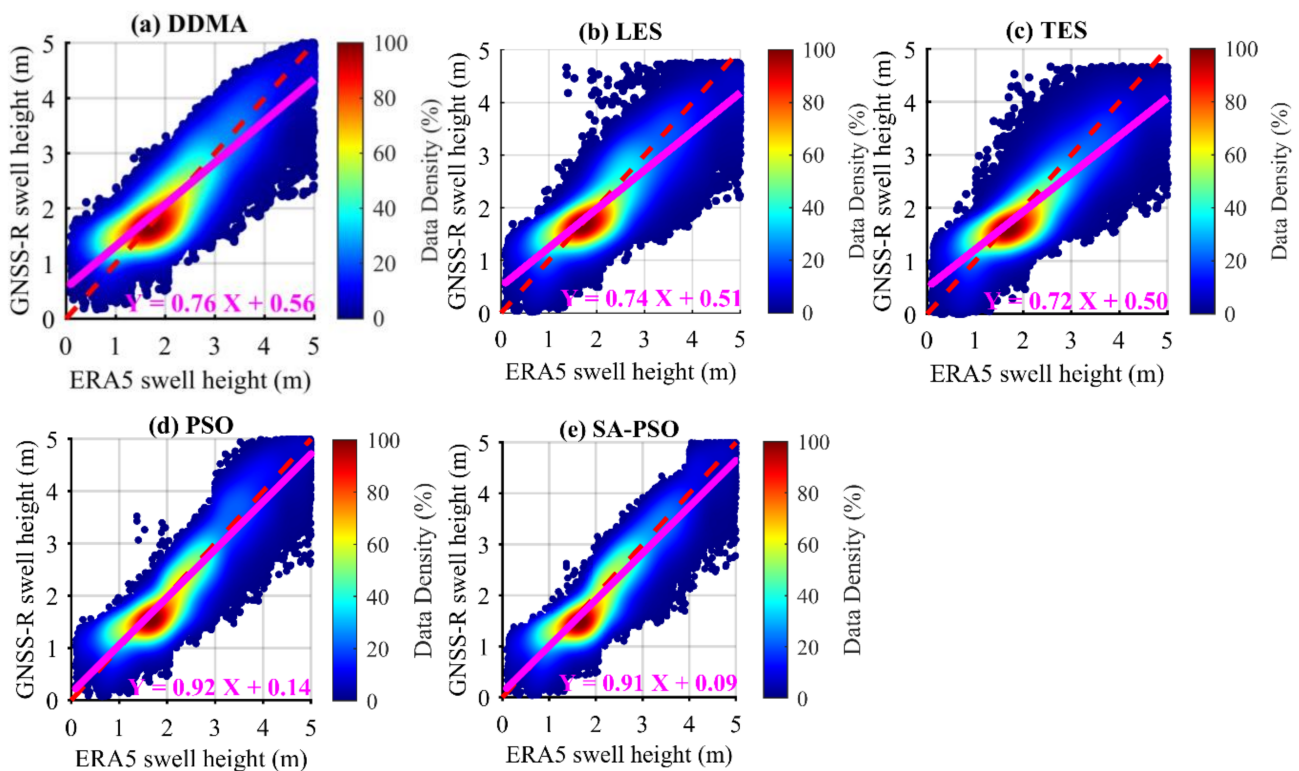 (a) DDMA
GNSS-R swell height (m)
5
4
3
2
1
0
0 1 2 3 4 5
ERA5 swell height (m)
Y = 0.76 X + 0.56
100
80
60
40
20
0
Data Density (%)
(b) LES
GNSS-R swell height (m)
5
4
3
2
1
0
0 1 2 3 4 5
ERA5 swell height (m)
Y = 0.74 X + 0.51
100
80
60
40
20
0
Data Density (%)
(c) TES
GNSS-R swell height (m)
5
4
3
2
1
0
0 1 2 3 4 5
ERA5 swell height (m)
Y = 0.72 X + 0.50
100
80
60
40
20
0
Data Density (%)
(d) PSO
GNSS-R swell height (m)
5
4
3
2
1
0
0 1 2 3 4 5
ERA5 swell height (m)
Y = 0.92 X + 0.14
100
80
60
40
20
0
Data Density (%)
(e) SA-PSO
GNSS-R swell height (m)
5
4
3
2
1
0
0 1 2 3 4 5
ERA5 swell height (m)
Y = 0.91 X + 0.09
100
80
60
40
20
0
Data Density (%)